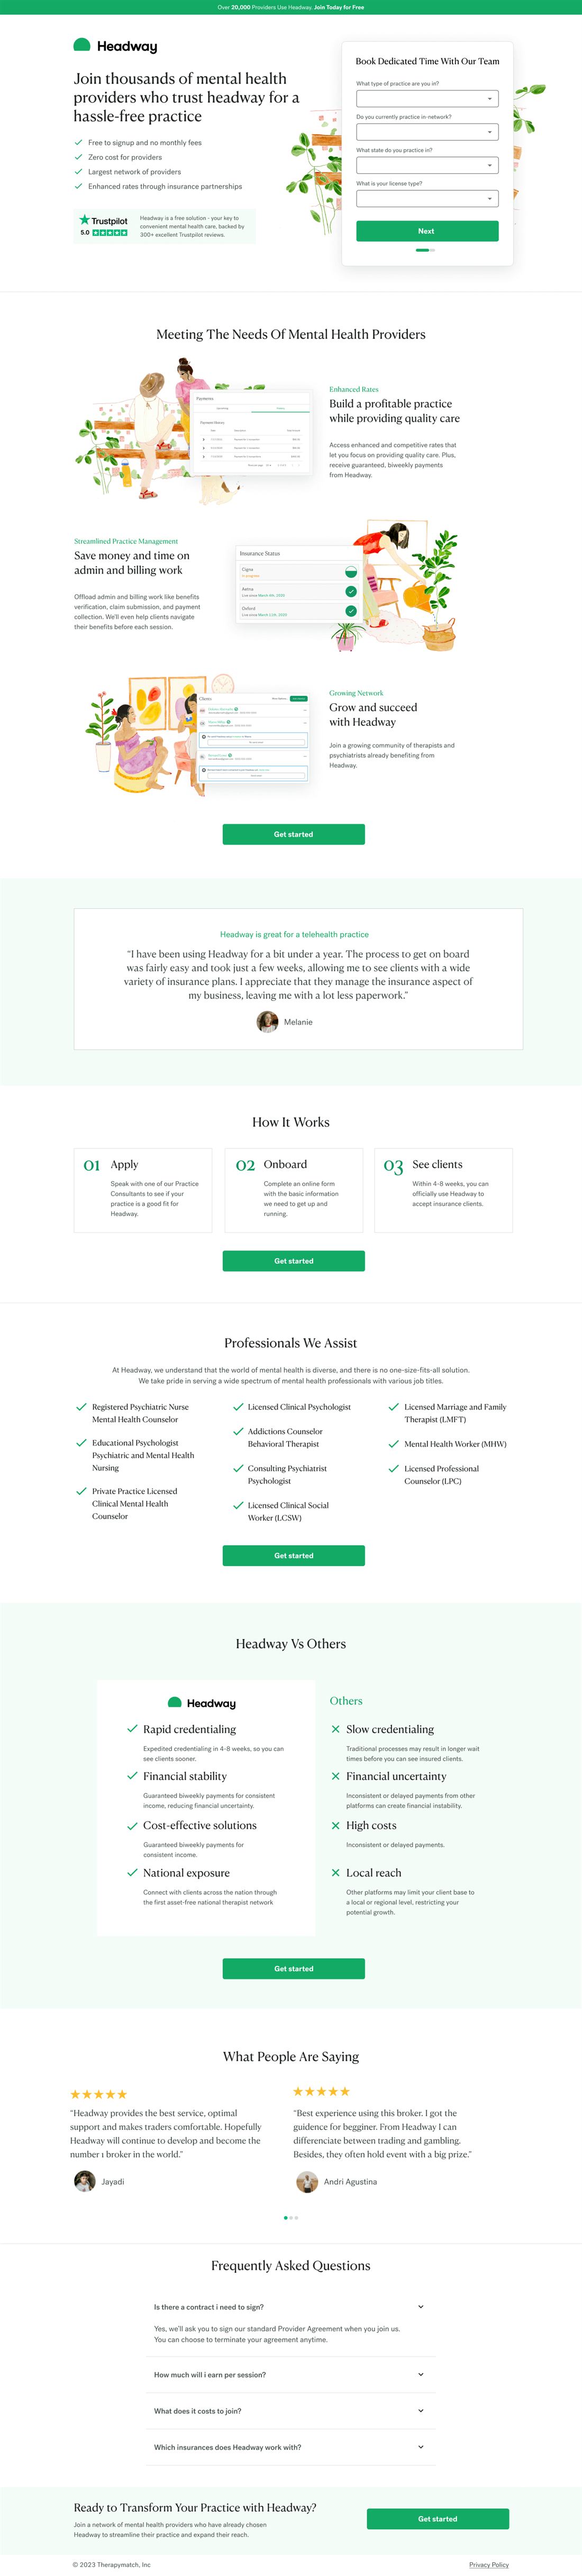 Over 20,000 Providers Use Headway. Join Today for Free
Headway
Join thousands of mental health
providers who trust headway for a
hassle-free practice
Free to signup and no monthly fees
Zero cost for providers
Largest network of providers
Enhanced rates through insurance partnerships
Trustpilot
5.0
Headway is a free solution - your key to
convenient mental health care, backed by
300+ excellent Trustpilot reviews.
Book Dedicated Time With Our Team
What type of practice are you in?
Do you currently practice in-network?
What state do you practice in?
What is your license type?
Next
Meeting The Needs Of Mental Health Providers
Payments
Payment History
Enhanced Rates
Build a profitable practice
while providing quality care
Access enhanced and competitive rates that
let you focus on providing quality care. Plus,
receive guaranteed, biweekly payments
from Headway.
Streamlined Practice Management
Save money and time on
admin and billing work
Offload admin and billing work like benefits
verification, claim submission, and payment
collection. We'll even help clients navigate
their benefits before each session.
Insurance Status
Cigna
In progress
Aetna
Live since March 4th, 2020
Oxford
Live since March 11th, 2020
Clients
Growing Network
Grow and succeed
with Headway
Join a growing community of therapists and
psychiatrists already benefiting from
Headway.
Get started
Headway is great for a telehealth practice
"I have been using Headway for a bit under a year. The process to get on board
was fairly easy and took just a few weeks, allowing me to see clients with a wide
variety of insurance plans. I appreciate that they manage the insurance aspect of
my business, leaving me with a lot less paperwork."
Melanie
How It Works
01 Apply
Speak with one of our Practice
Consultants to see if your
practice is a good fit for
Headway.
02 Onboard
Complete an online form
with the basic information
we need to get up and
running.
03 See clients
Within 4-8 weeks, you can
officially use Headway to
accept insurance clients.
Get started
Professionals We Assist
At Headway, we understand that the world of mental health is diverse, and there is no one-size-fits-all solution.
We take pride in serving a wide spectrum of mental health professionals with various job titles.
Registered Psychiatric Nurse
Mental Health Counselor
Educational Psychologist
Psychiatric and Mental Health
Nursing
Private Practice Licensed
Clinical Mental Health
Counselor
Licensed Clinical Psychologist
Addictions Counselor
Behavioral Therapist
Consulting Psychiatrist
Psychologist
Licensed Clinical Social
Worker (LCSW)
Licensed Marriage and Family
Therapist (LMFT)
Mental Health Worker (MHW)
Licensed Professional
Counselor (LPC)
Get started
Headway Vs Others
Headway
Rapid credentialing
Expedited credentialing in 4-8 weeks, so you can
see clients sooner.
Financial stability
Guaranteed biweekly payments for consistent
income, reducing financial uncertainty.
Cost-effective solutions
Guaranteed biweekly payments for
consistent income.
National exposure
Connect with clients across the nation through
the first asset-free national therapist network
Others
Slow credentialing
Traditional processes may result in longer wait
times before you can see insured clients.
Financial uncertainty
Inconsistent or delayed payments from other
platforms can create financial instability.
High costs
Inconsistent or delayed payments.
Local reach
Other platforms may limit your client base to
a local or regional level, restricting your
potential growth.
Get started
What People Are Saying
"Headway provides the best service, optimal
support and makes traders comfortable. Hopefully
Headway will continue to develop and become the
number 1 broker in the world."
Jayadi
"Best experience using this broker. I got the
guidence for begginer. From Headway I can
differenciate between trading and gambling.
Besides, they often hold event with a big prize."
Andri Agustina
Frequently Asked Questions
Is there a contract i need to sign?
Yes, we'll ask you to sign our standard Provider Agreement when you join us.
You can choose to terminate your agreement anytime.
How much will i earn per session?
What does it costs to join?
Which insurances does Headway work with?
Ready to Transform Your Practice with Headway?
Join a network of mental health providers who have already chosen
Headway to streamline their practice and expand their reach.
Get started
© 2023 Therapymatch, Inc
Privacy Policy